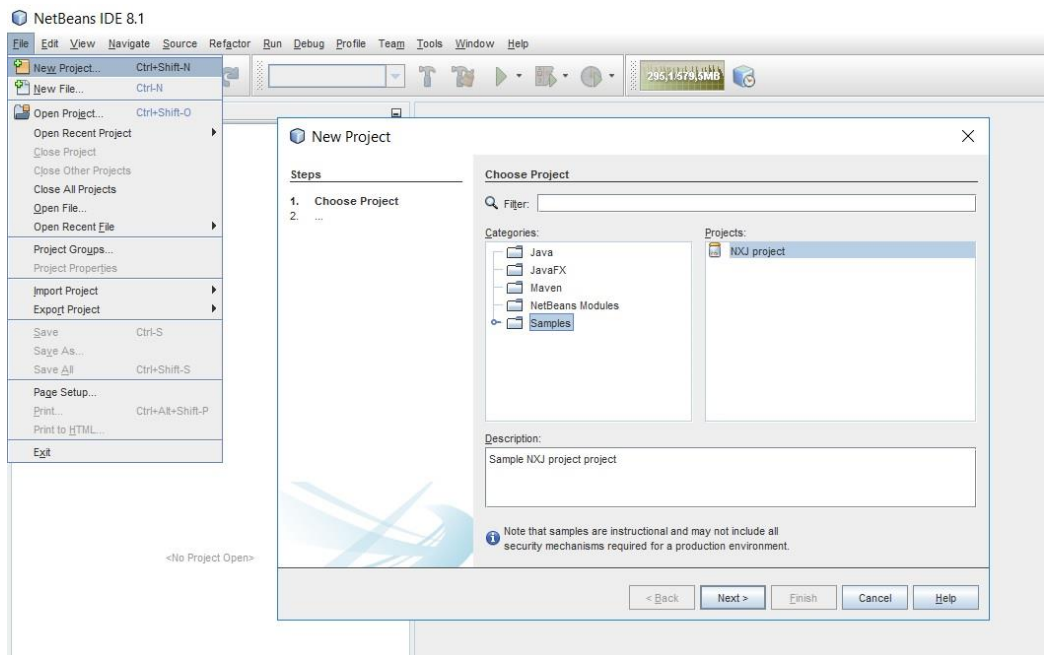 NetBeans IDE 8.1
File Edit View Navigate Source Refactor Run Debug Profile Team Tools Window Help
New Project... Ctrl+Shift-N
New File... Ctrl-N
295,1/579,5MB
Open Project... Ctrl+Shift-O
Open Recent Project
Close Project
Close Other Projects
Close All Projects
Open File...
Open Recent File
Project Groups...
Project Properties
Import Project
Export Project
Save Ctrl-S
Save As...
Save All Ctrl+Shift-S
Page Setup...
Print... Ctrl+Alt+Shift-P
Print to HTML...
Exit
<No Project Open>
New Project
Steps
1. Choose Project
2. ...
Choose Project
Filter:
Categories:
Java
JavaFX
Maven
NetBeans Modules
Samples
Projects:
NXJ project
Description:
Sample NXJ project project
Note that samples are instructional and may not include all
security mechanisms required for a production environment.
< Back Next > Finish Cancel Help